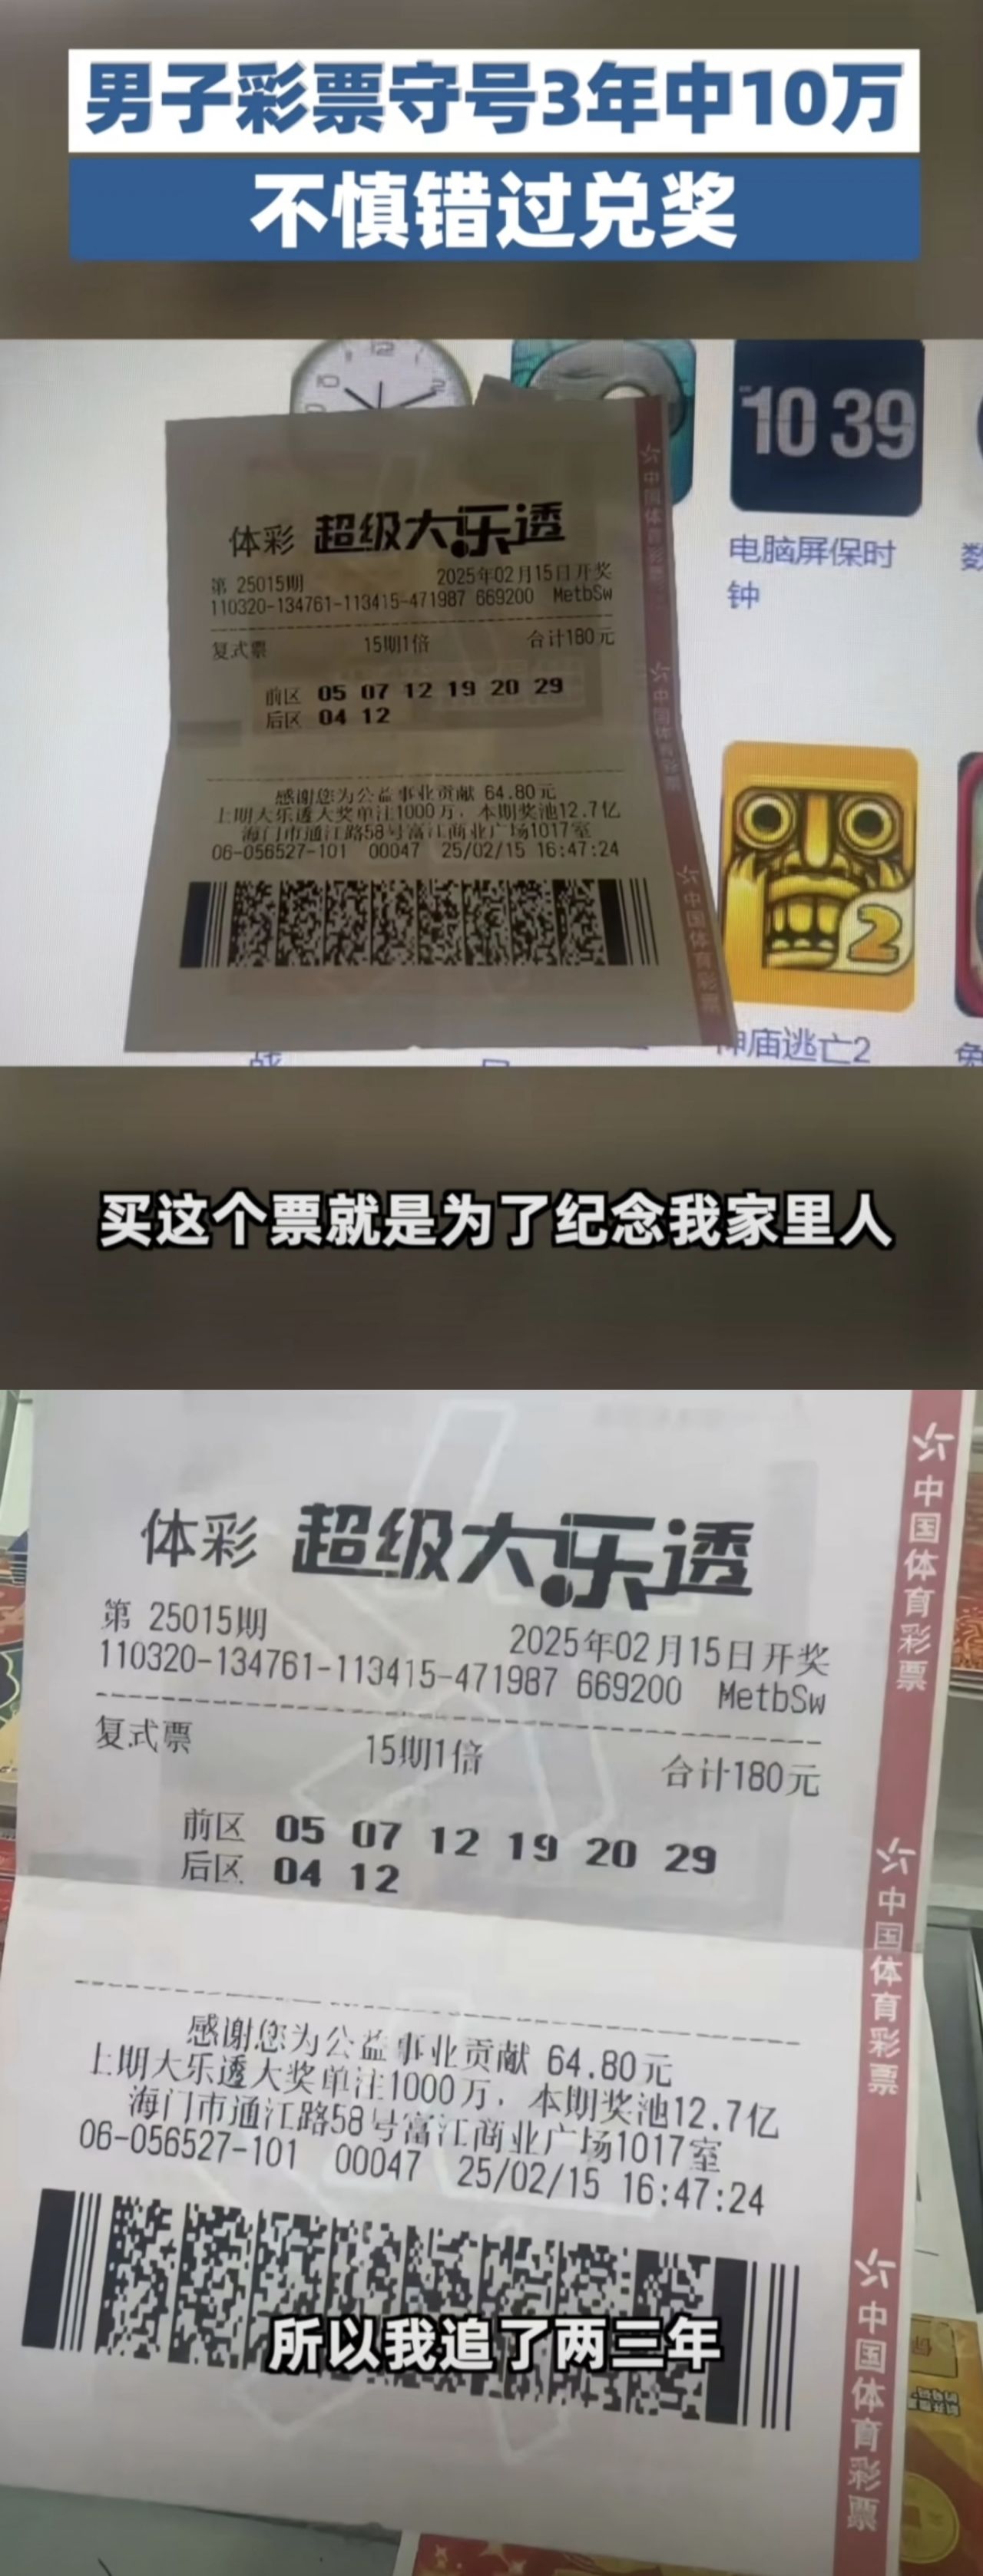 男子彩票守号3年中10万
不慎错过兑奖
12
10
2
10 39
电脑屏保时
钟
体彩 超级大乐透
第 25015期 2025年02月15日开奖
110320-134761-113415-471987 669200 MetbSw
复式票 15期1倍 合计180元
前区 05 07 12 19 20 29
后区 04 12
感谢您为公益事业贡献 64.80元
上期大乐透大奖单注1000万，本期奖池12.7亿
海门市通江路58号富江商业广场1017室
06-056527-101 00047 25/02/15 16:47:24
中国体育彩票
中国体育彩票
中国体育彩票
2
神庙逃亡2
买这个票就是为了纪念我家里人
体彩 超级大乐透
第 25015期 2025年02月15日开奖
110320-134761-113415-471987 669200 MetbSw
复式票 15期1倍 合计180元
前区 05 07 12 19 20 29
后区 04 12
感谢您为公益事业贡献 64.80元
上期大乐透大奖单注1000万，本期奖池12.7亿
海门市通江路58号富江商业广场1017室
06-056527-101 00047 25/02/15 16:47:24
中国体育彩票
中国体育彩票
中国体育彩票
所以我追了两三年